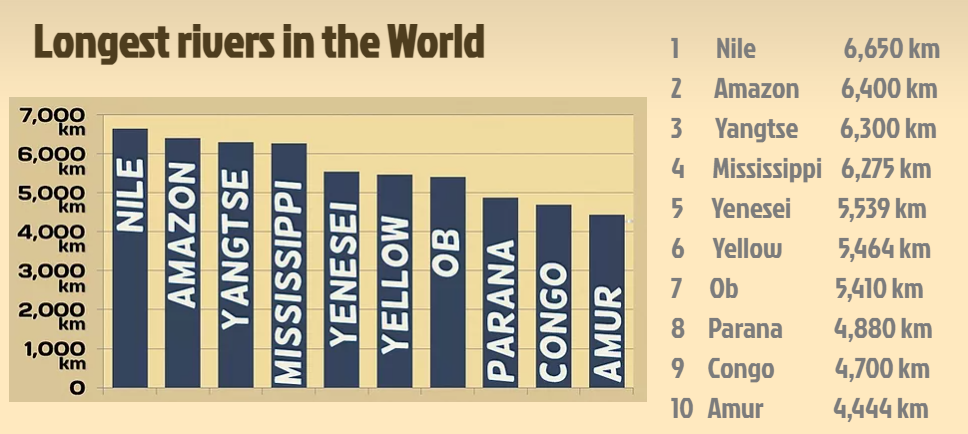 Longest rivers in the World
7,000
km
6,000
km
5,000
km
4,000
km
3,000
km
2,000
km
1,000
km
0
NILE
AMAZON
YANGTSE
MISSISSIPPI
YENESEI
YELLOW
OB
PARANA
CONGO
AMUR
1 Nile 6,650 km
2 Amazon 6,400 km
3 Yangtse 6,300 km
4 Mississippi 6,275 km
5 Yenesei 5,539 km
6 Yellow 5,464 km
7 Ob 5,410 km
8 Parana 4,880 km
9 Congo 4,700 km
10 Amur 4,444 km